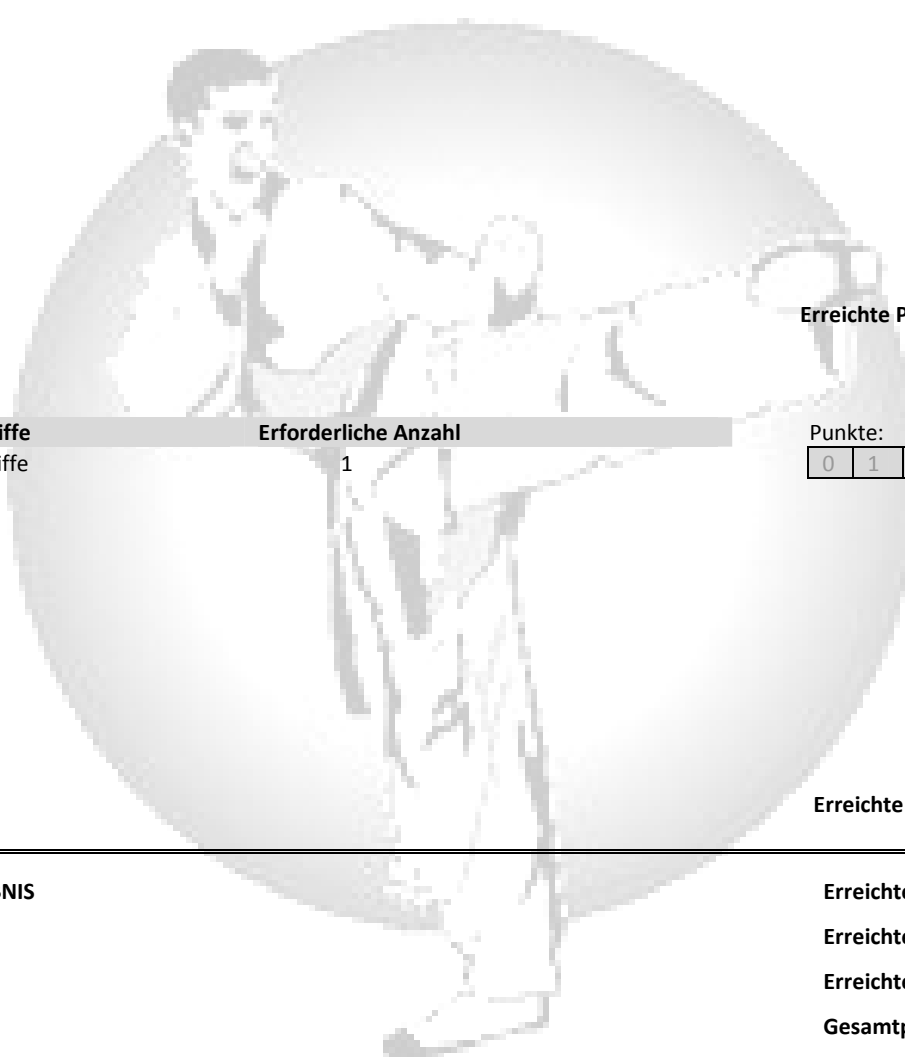 Erreichte P
iffe Erforderliche Anzahl Punkte:
iffe 1 0 1
Erreichte
NIS Erreichte
Erreichte
Erreichte
Gesamtp